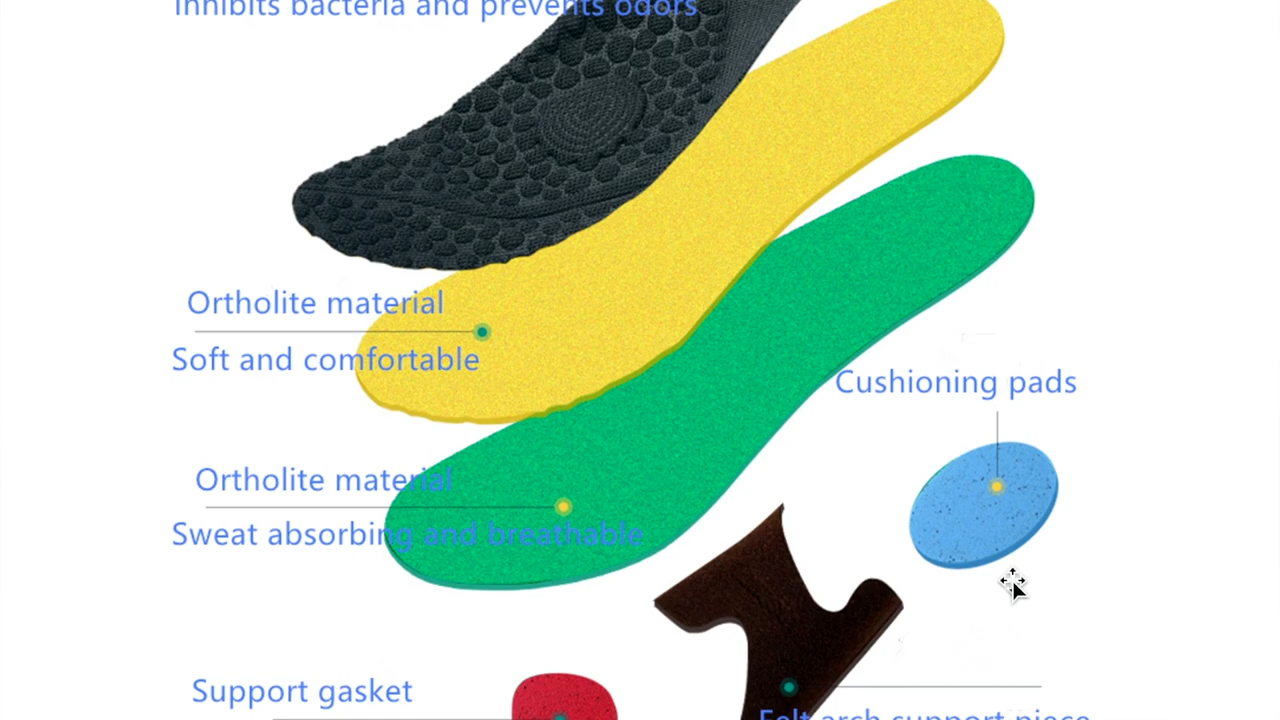 Inhibits bacteria and prevents odors
Ortholite material
Soft and comfortable
Cushioning pads
Ortholite material
Sweat absorbing and breathable
Support gasket
Felt arch support piece